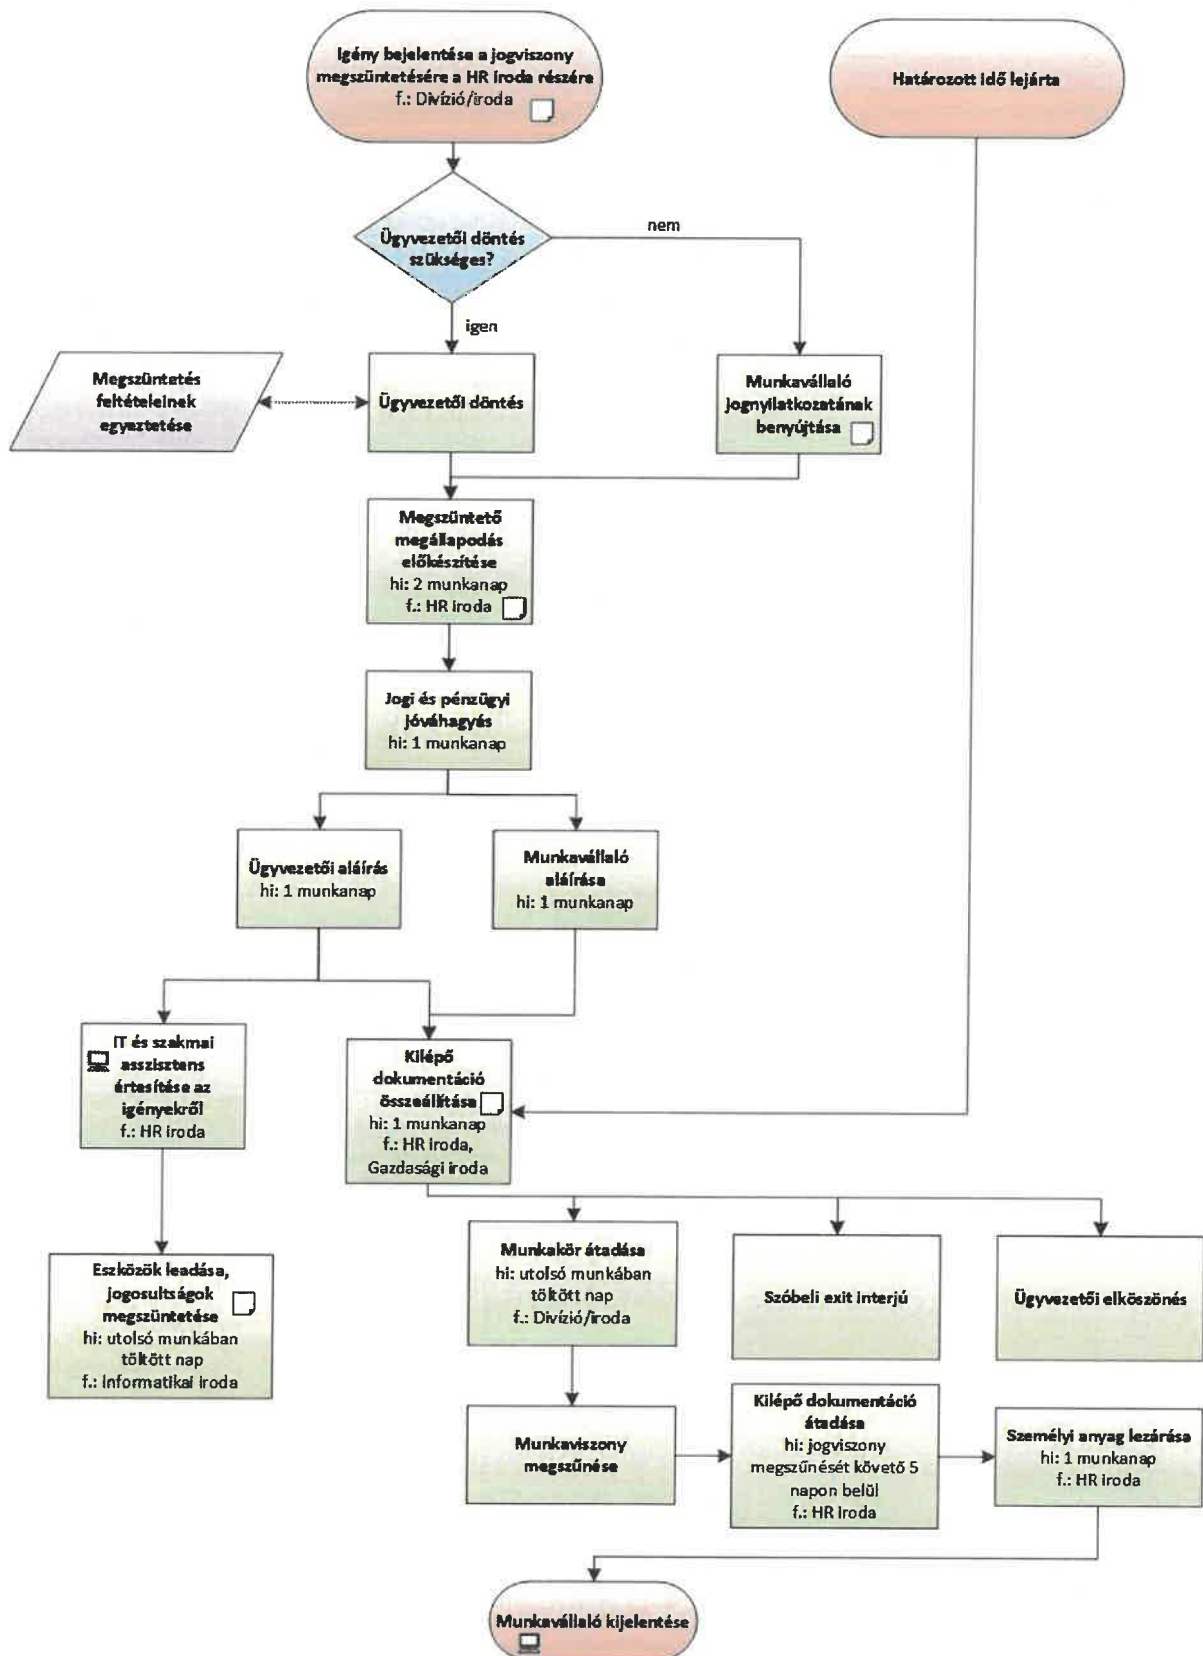 Igény bejelentése a jogviszony
megszüntetésére a HR iroda részére
f.: Divízió/iroda
Határozott idő lejárta
Ügyvezetői döntés
szükséges?
nem
igen
Megszüntetés
feltételeinek
egyeztetése
Ügyvezetői döntés
Munkavállaló
jognyilatkozatának
benyújtása
Megszüntető
megállapodás
előkészítése
hi: 2 munkanap
f.: HR iroda
Jogi és pénzügyi
jóváhagyás
hi: 1 munkanap
Ügyvezetői aláírás
hi: 1 munkanap
Munkavállaló
aláírása
hi: 1 munkanap
IT és szakmai
asszisztens
értesítése az
igényekről
f.: HR iroda
Kilépő
dokumentáció
összeállítása
hi: 1 munkanap
f.: HR iroda,
Gazdasági iroda
Eszközök leadása,
jogosultságok
megszüntetése
hi: utolsó munkában
töltött nap
f.: Informatikai iroda
Munkakör átadása
hi: utolsó munkában
töltött nap
f.: Divízió/iroda
Szóbeli exit interjú
Ügyvezetői elköszönés
Munkaviszony
megszűnése
Kilépő dokumentáció
átadása
hi: jogviszony
megszűnését követő 5
napon belül
f.: HR iroda
Személyi anyag lezárása
hi: 1 munkanap
f.: HR iroda
Munkavállaló kijelentése